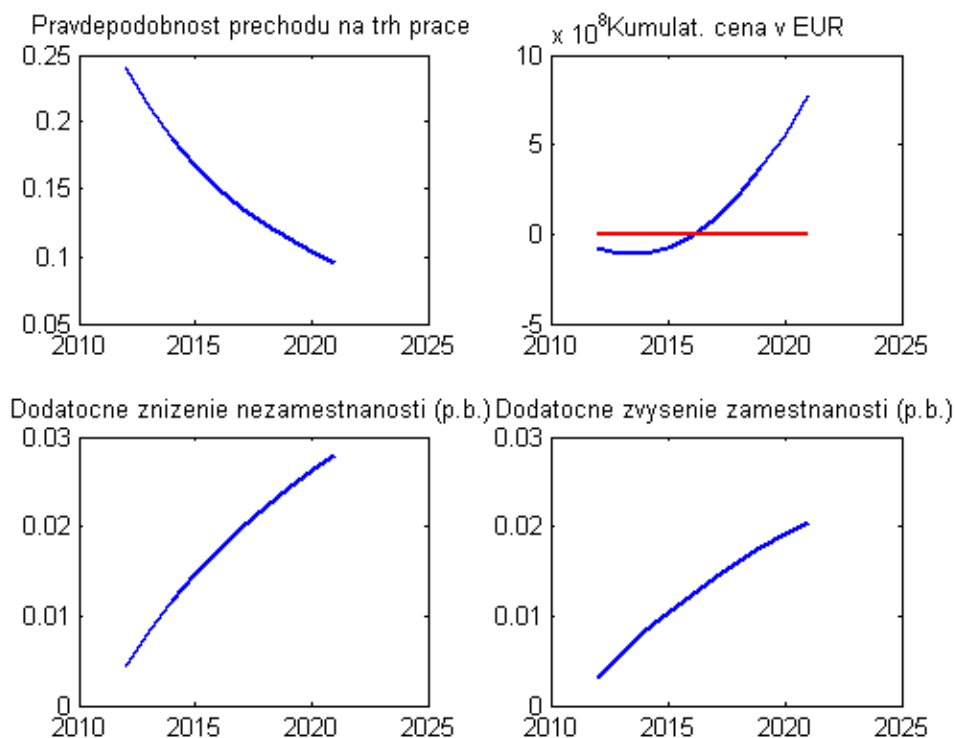 Pravdepodobnost prechodu na trh prace
0.25
0.2
0.15
0.1
0.05
2010 2015 2020 2025
x 10^8 Kumulat. cena v EUR
10
5
0
-5
2010 2015 2020 2025
Dodatocne znizenie nezamestnanosti (p.b.)
0.03
0.02
0.01
0
2010 2015 2020 2025
Dodatocne zvysenie zamestnanosti (p.b.)
0.03
0.02
0.01
0
2010 2015 2020 2025